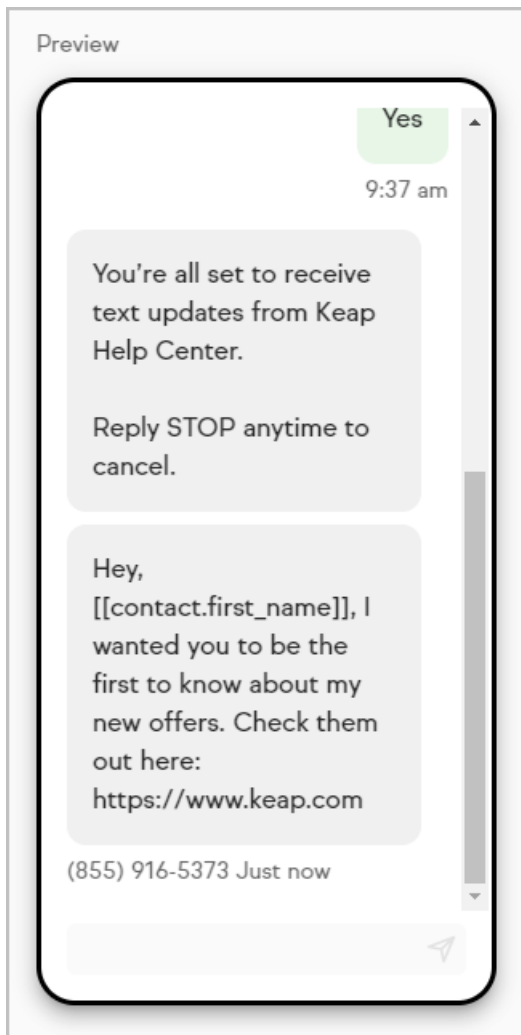 Preview
Yes
9:37 am
You’re all set to receive
text updates from Keap
Help Center.
Reply STOP anytime to
cancel.
Hey,
[[contact.first_name]], I
wanted you to be the
first to know about my
new offers. Check them
out here:
https://www.keap.com
(855) 916-5373 Just now